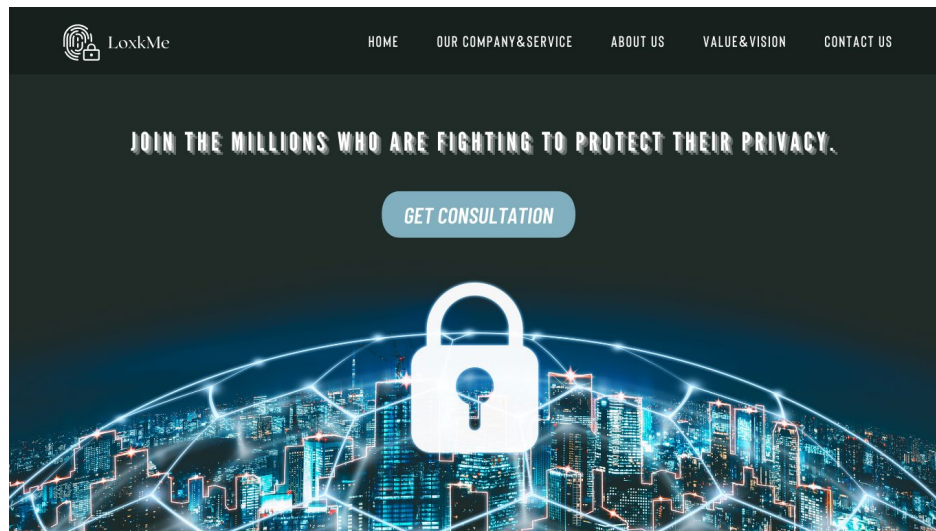 LoxkMe
HOME OUR COMPANY&SERVICE ABOUT US VALUE&VISION CONTACT US
JOIN THE MILLIONS WHO ARE FIGHTING TO PROTECT THEIR PRIVACY.
GET CONSULTATION